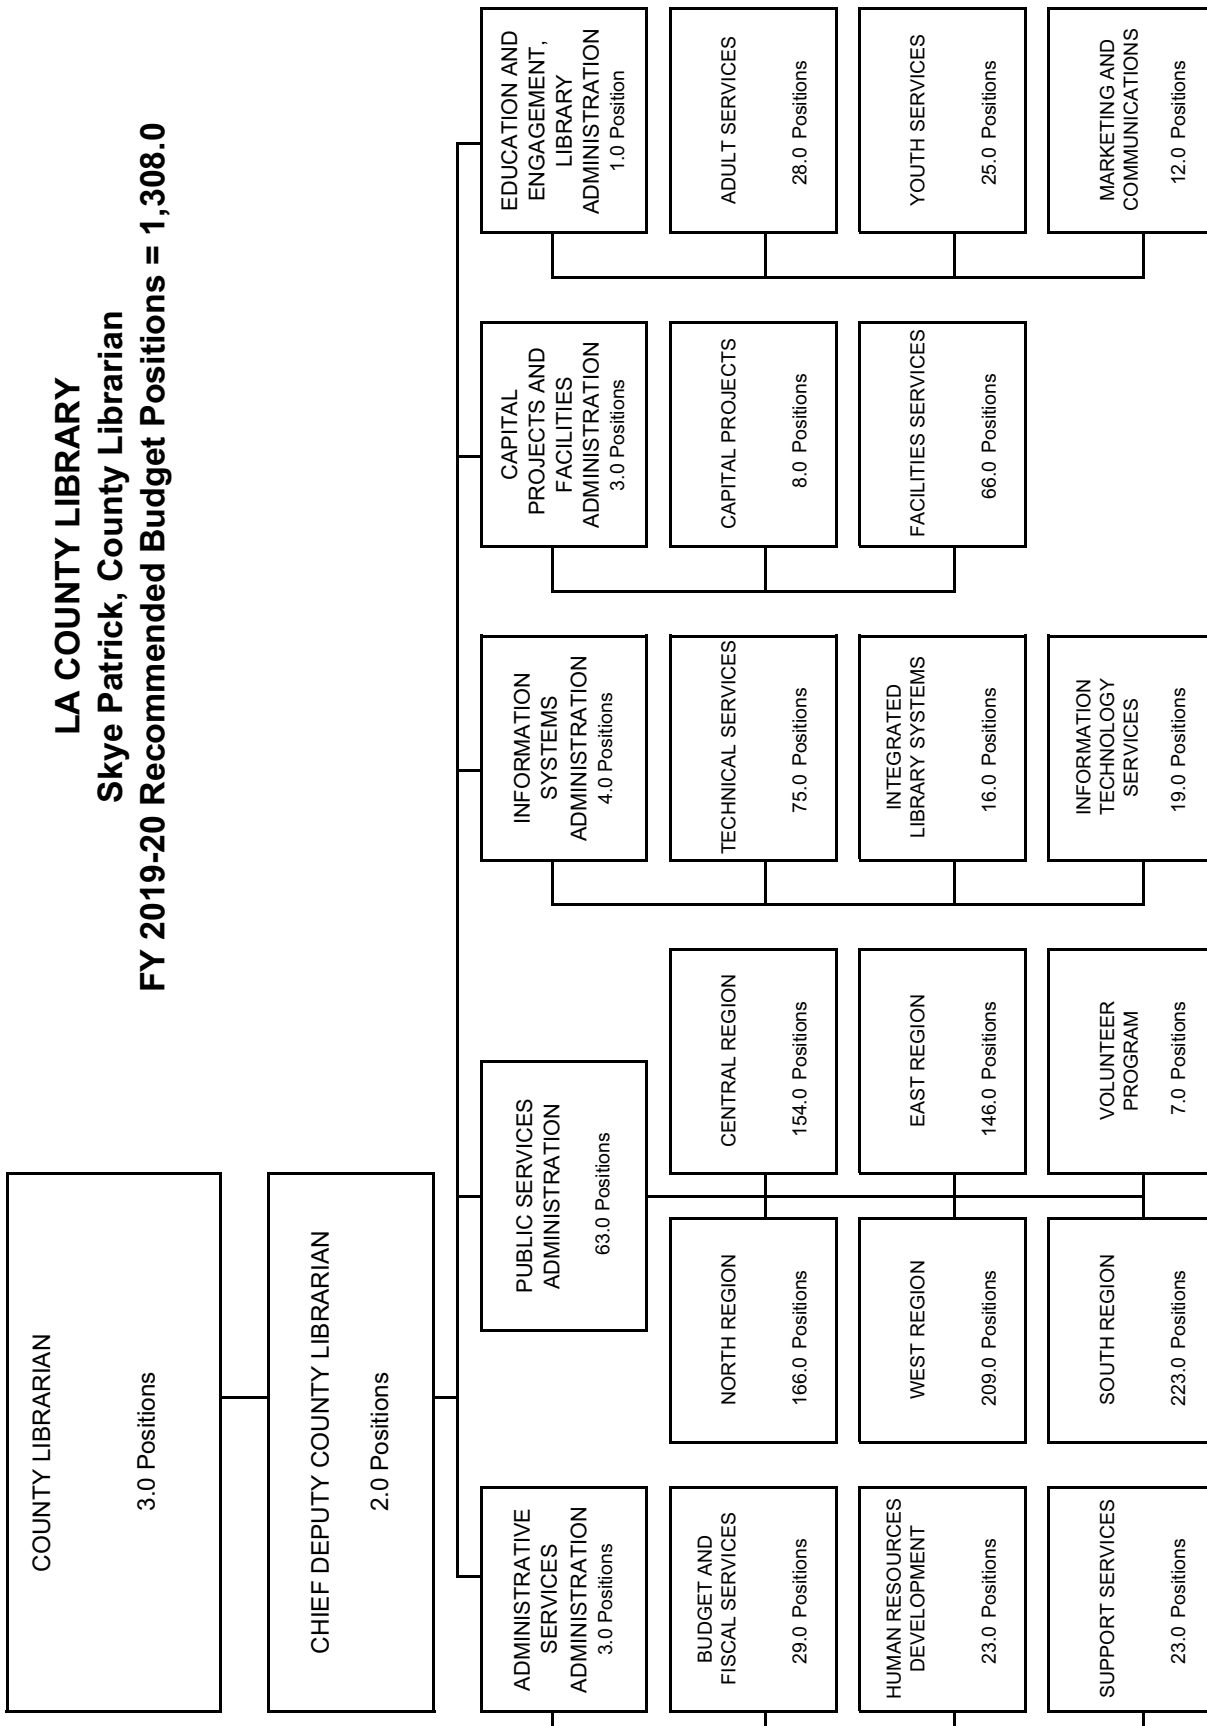 LA COUNTY LIBRARY
Skye Patrick, County Librarian
FY 2019-20 Recommended Budget Positions = 1,308.0
COUNTY LIBRARIAN
3.0 Positions
CHIEF DEPUTY COUNTY LIBRARIAN
2.0 Positions
ADMINISTRATIVE
SERVICES
ADMINISTRATION
3.0 Positions
BUDGET AND
FISCAL SERVICES
29.0 Positions
HUMAN RESOURCES
DEVELOPMENT
23.0 Positions
SUPPORT SERVICES
23.0 Positions
PUBLIC SERVICES
ADMINISTRATION
63.0 Positions
NORTH REGION
166.0 Positions
CENTRAL REGION
154.0 Positions
WEST REGION
209.0 Positions
EAST REGION
146.0 Positions
SOUTH REGION
223.0 Positions
VOLUNTEER
PROGRAM
7.0 Positions
INFORMATION
SYSTEMS
ADMINISTRATION
4.0 Positions
TECHNICAL SERVICES
75.0 Positions
INTEGRATED
LIBRARY SYSTEMS
16.0 Positions
INFORMATION
TECHNOLOGY
SERVICES
19.0 Positions
CAPITAL
PROJECTS AND
FACILITIES
ADMINISTRATION
3.0 Positions
CAPITAL PROJECTS
8.0 Positions
FACILITIES SERVICES
66.0 Positions
EDUCATION AND
ENGAGEMENT,
LIBRARY
ADMINISTRATION
1.0 Position
ADULT SERVICES
28.0 Positions
YOUTH SERVICES
25.0 Positions
MARKETING AND
COMMUNICATIONS
12.0 Positions